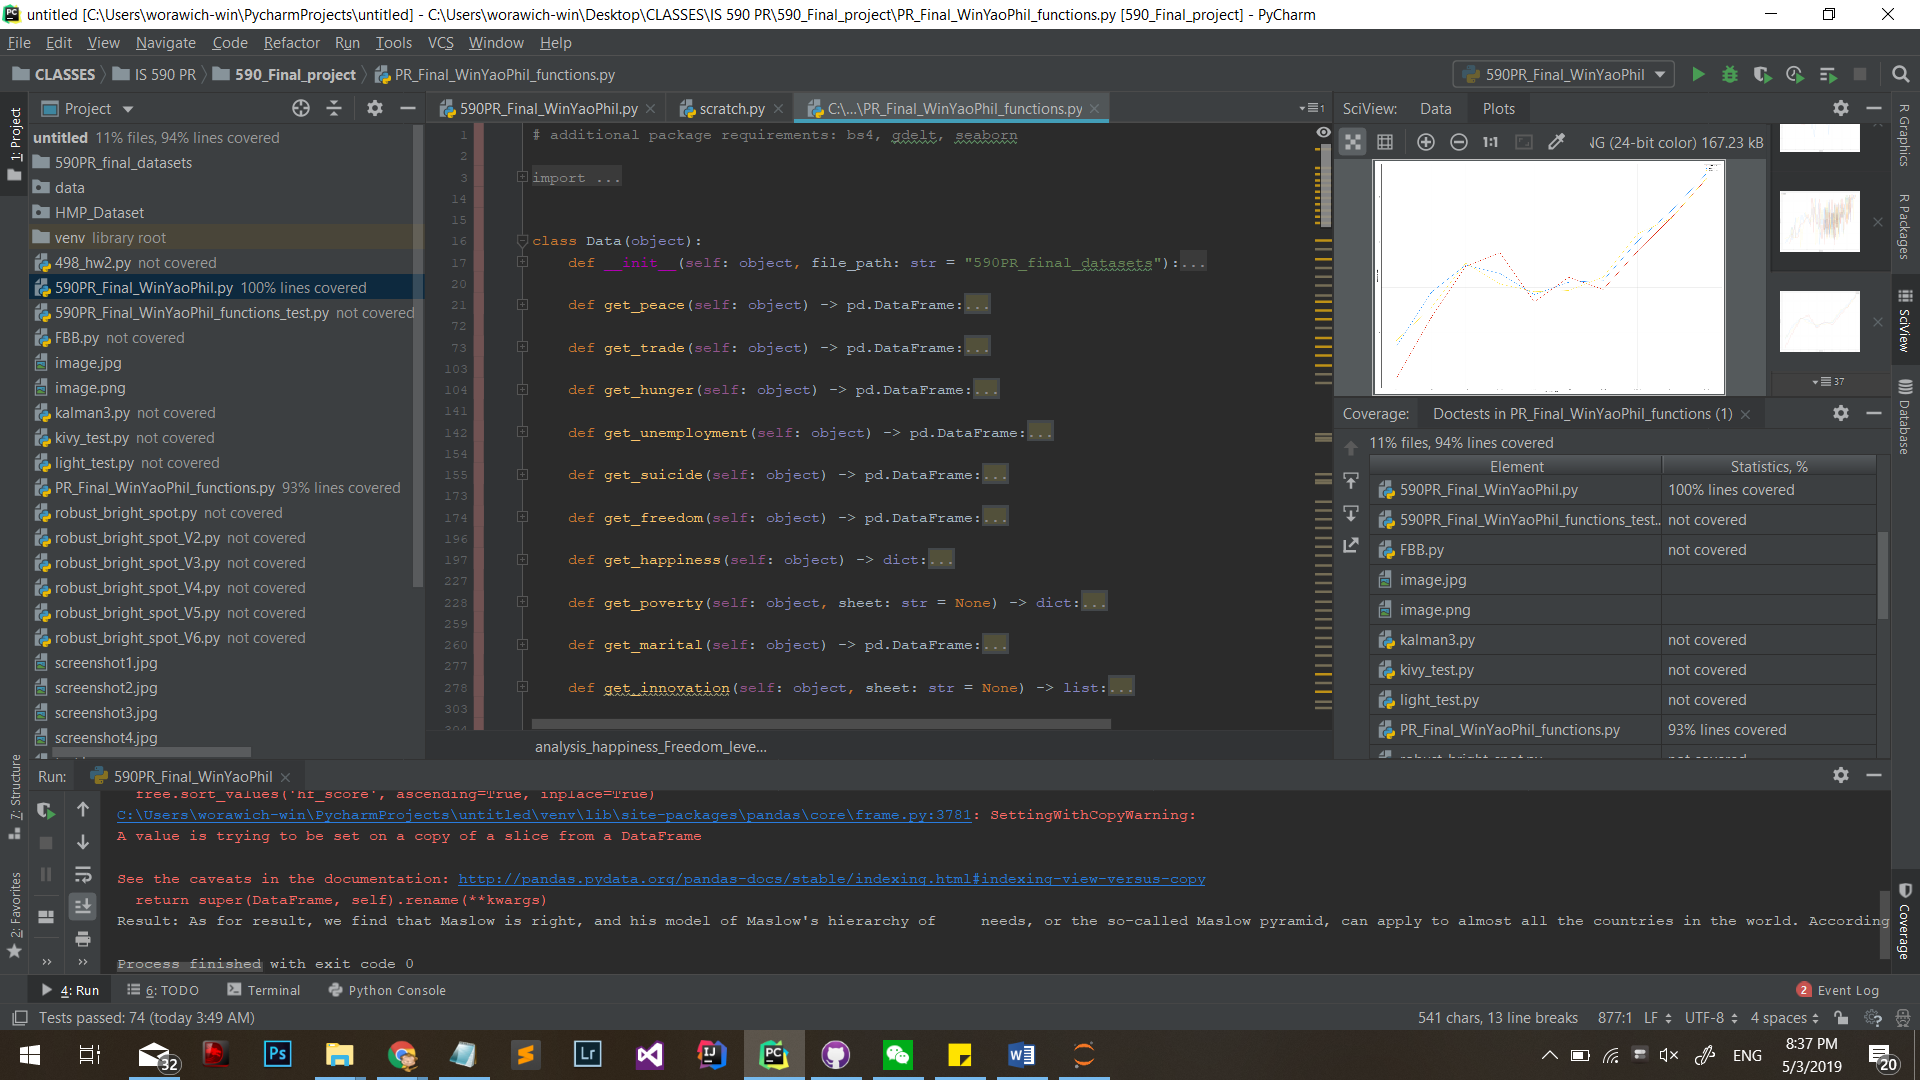 untitled [C:\Users\worawich-win\PycharmProjects\untitled] - C:\Users\worawich-win\Desktop\CLASSES\IS 590 PR\590_Final_project\PR_Final_WinYaoPhil_functions.py [590_Final_project] - PyCharm
File Edit View Navigate Code Refactor Run Tools VCS Window Help
CLASSES IS 590 PR 590_Final_project PR_Final_WinYaoPhil_functions.py
590PR_Final_WinYaoPhil
1: Project
7: Structure
2: Favorites
Project
untitled 11% files, 94% lines covered
590PR_final_datasets
data
HMP_Dataset
venv library root
498_hw2.py not covered
590PR_Final_WinYaoPhil.py 100% lines covered
590PR_Final_WinYaoPhil_functions_test.py not covered
FBB.py not covered
image.jpg
image.png
kalman3.py not covered
kivy_test.py not covered
light_test.py not covered
PR_Final_WinYaoPhil_functions.py 93% lines covered
robust_bright_spot.py not covered
robust_bright_spot_V2.py not covered
robust_bright_spot_V3.py not covered
robust_bright_spot_V4.py not covered
robust_bright_spot_V5.py not covered
robust_bright_spot_V6.py not covered
screenshot1.jpg
screenshot2.jpg
screenshot3.jpg
screenshot4.jpg
590PR_Final_WinYaoPhil.py scratch.py C:\...\PR_Final_WinYaoPhil_functions.py 1
1 # additional package requirements: bs4, gdelt, seaborn
2
3 import ...
14
15
16 class Data(object):
17 def __init__(self: object, file_path: str = "590PR_final_datasets"):...
20
21 def get_peace(self: object) -> pd.DataFrame:...
72
73 def get_trade(self: object) -> pd.DataFrame:...
103
104 def get_hunger(self: object) -> pd.DataFrame:...
141
142 def get_unemployment(self: object) -> pd.DataFrame:...
154
155 def get_suicide(self: object) -> pd.DataFrame:...
173
174 def get_freedom(self: object) -> pd.DataFrame:...
196
197 def get_happiness(self: object) -> dict:...
227
228 def get_poverty(self: object, sheet: str = None) -> dict:...
259
260 def get_marital(self: object) -> pd.DataFrame:...
277
278 def get_innovation(self: object, sheet: str = None) -> list:...
303
304
analysis_happiness_Freedom_leve...
SciView: Data Plots
1:1 NG (24-bit color) 167.23 kB
37
Coverage: Doctests in PR_Final_WinYaoPhil_functions (1)
11% files, 94% lines covered
Element Statistics, %
590PR_Final_WinYaoPhil.py 100% lines covered
590PR_Final_WinYaoPhil_functions_test... not covered
FBB.py not covered
image.jpg
image.png
kalman3.py not covered
kivy_test.py not covered
light_test.py not covered
PR_Final_WinYaoPhil_functions.py 93% lines covered
robust_bright_spot.py not covered
R Graphics
R Packages
SciView
Database
Coverage
Run: 590PR_Final_WinYaoPhil
free.sort_values('hf_score', ascending=True, inplace=True)
C:\Users\worawich-win\PycharmProjects\untitled\venv\lib\site-packages\pandas\core\frame.py:3781: SettingWithCopyWarning:
A value is trying to be set on a copy of a slice from a DataFrame
See the caveats in the documentation: http://pandas.pydata.org/pandas-docs/stable/indexing.html#indexing-view-versus-copy
return super(DataFrame, self).rename(**kwargs)
Result: As for result, we find that Maslow is right, and his model of Maslow's hierarchy of needs, or the so-called Maslow pyramid, can apply to almost all the countries in the world. According
Process finished with exit code 0
4: Run 6: TODO Terminal Python Console 2 Event Log
Tests passed: 74 (today 3:49 AM) 541 chars, 13 line breaks 877:1 LF UTF-8 4 spaces
32 Ps Lr IJ PC W ENG 8:37 PM 20
5/3/2019